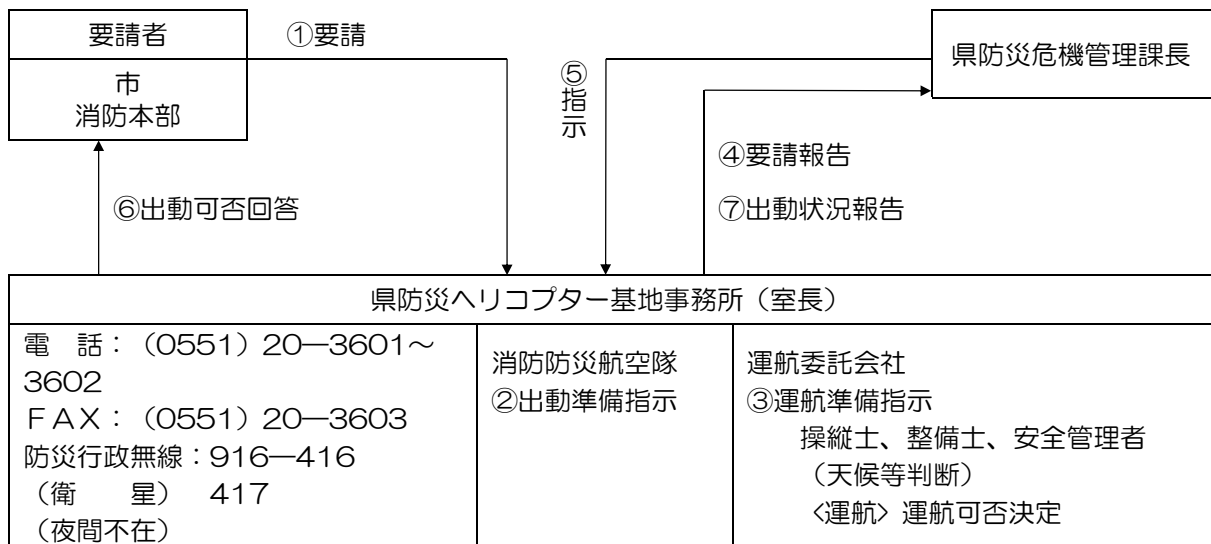 要請者
①要請
市
消防本部
⑤指示
県防災危機管理課長
④要請報告
⑦出動状況報告
⑥出動可否回答
県防災ヘリコプター基地事務所（室長）
電　話：（0551）20―3601～
3602
ＦＡＸ：（0551）20―3603
防災行政無線：916―416
（衛　　星）　417
（夜間不在）
消防防災航空隊
②出動準備指示
運航委託会社
③運航準備指示
操縦士、整備士、安全管理者
（天候等判断）
<運航> 運航可否決定